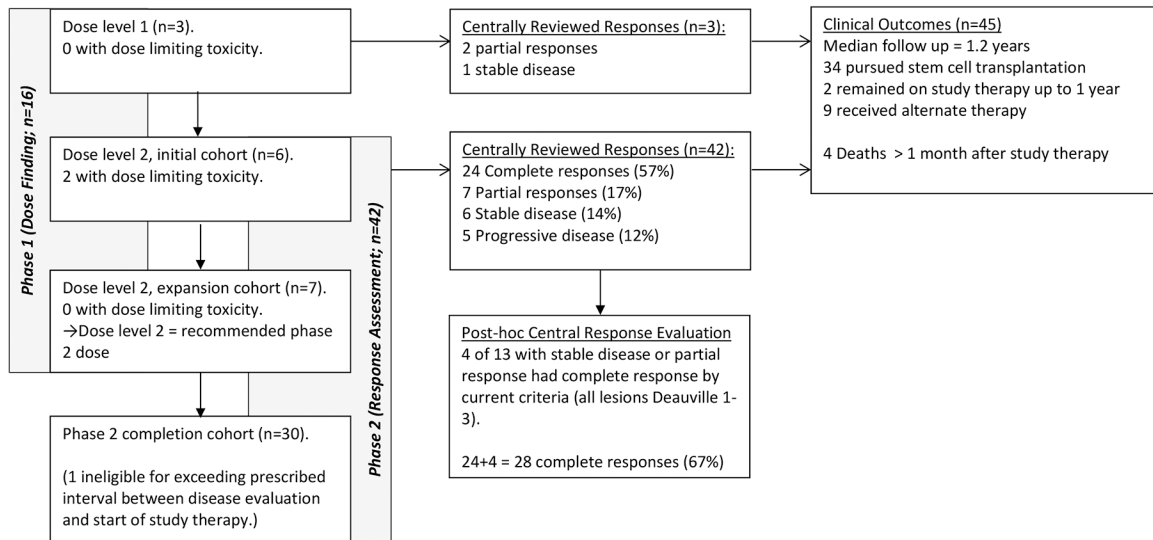 Phase 1 (Dose Finding; n=16)
Dose level 1 (n=3).
0 with dose limiting toxicity.
Dose level 2, initial cohort (n=6).
2 with dose limiting toxicity.
Dose level 2, expansion cohort (n=7).
0 with dose limiting toxicity.
→Dose level 2 = recommended phase
2 dose
Phase 2 (Response Assessment; n=42)
Phase 2 completion cohort (n=30).
(1 ineligible for exceeding prescribed
interval between disease evaluation
and start of study therapy.)
Centrally Reviewed Responses (n=3):
2 partial responses
1 stable disease
Centrally Reviewed Responses (n=42):
24 Complete responses (57%)
7 Partial responses (17%)
6 Stable disease (14%)
5 Progressive disease (12%)
Post-hoc Central Response Evaluation
4 of 13 with stable disease or partial
response had complete response by
current criteria (all lesions Deauville 1-
3).
24+4 = 28 complete responses (67%)
Clinical Outcomes (n=45)
Median follow up = 1.2 years
34 pursued stem cell transplantation
2 remained on study therapy up to 1 year
9 received alternate therapy
4 Deaths > 1 month after study therapy